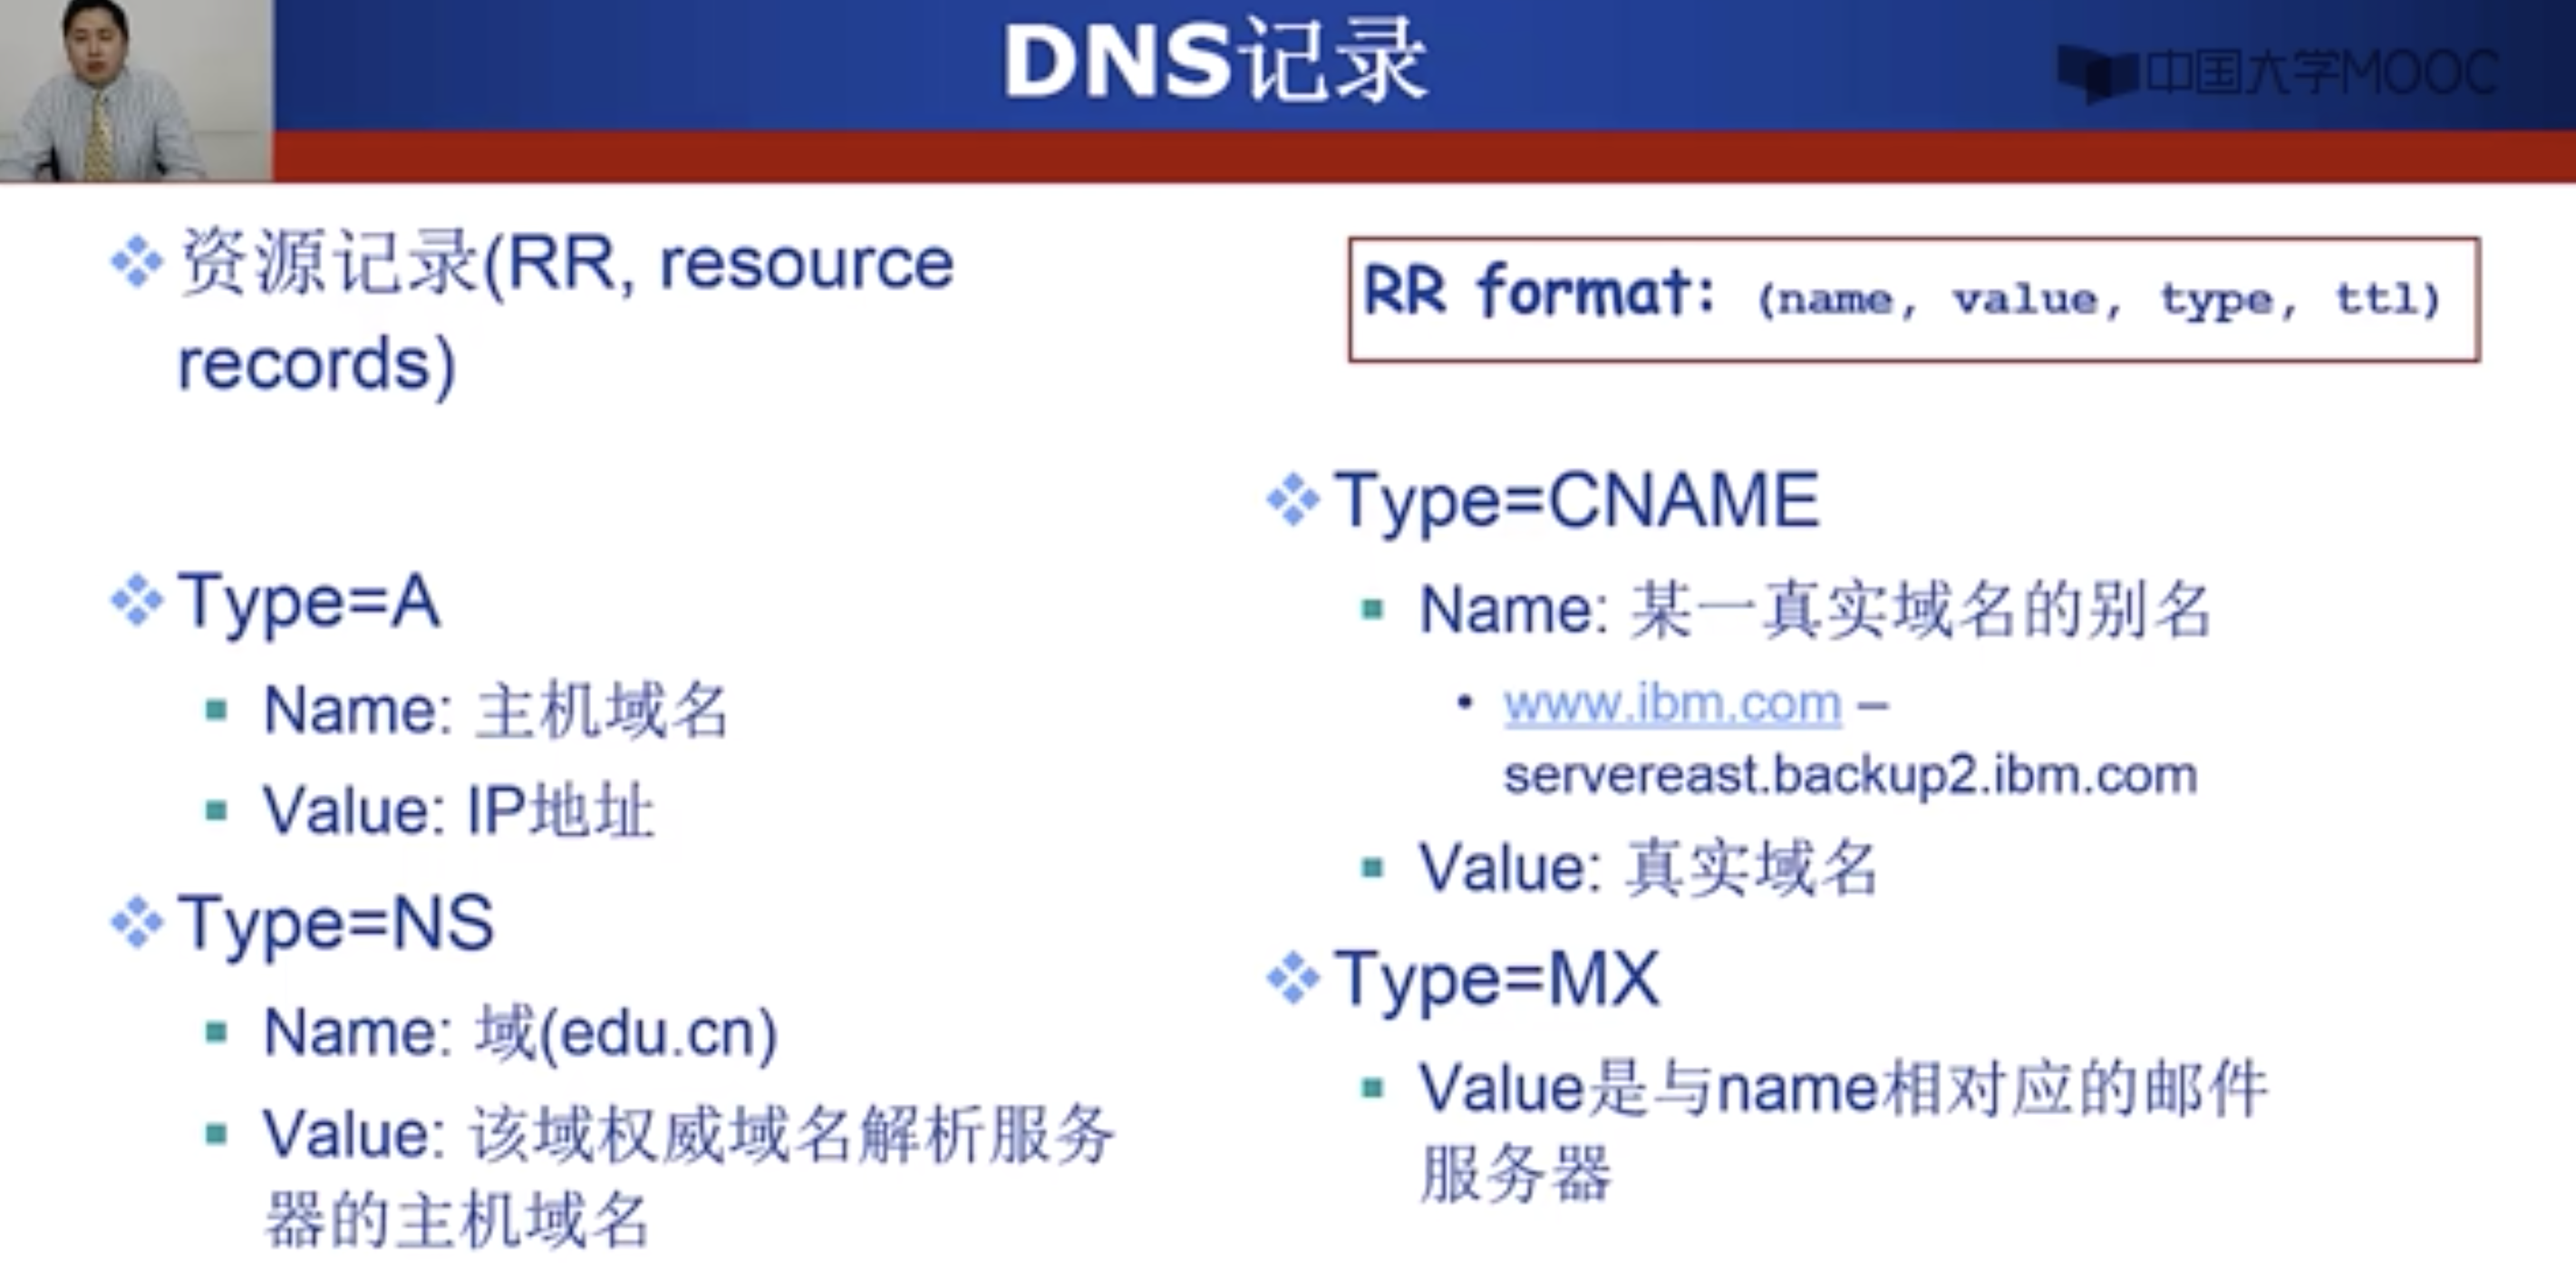 DNS记录
中国大学MOOC
资源记录(RR, resource
records)
RR format: (name, value, type, ttl)
Type=A
Name: 主机域名
Value: IP地址
Type=NS
Name: 域(edu.cn)
Value: 该域权威域名解析服务
器的主机域名
Type=CNAME
Name: 某一真实域名的别名
www.ibm.com –
servereast.backup2.ibm.com
Value: 真实域名
Type=MX
Value是与name相对应的邮件
服务器